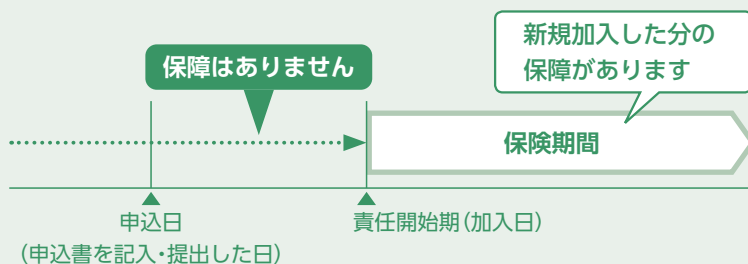 新規加入した分の
保障があります
保障はありません
保険期間
申込日
（申込書を記入・提出した日）
責任開始期（加入日）